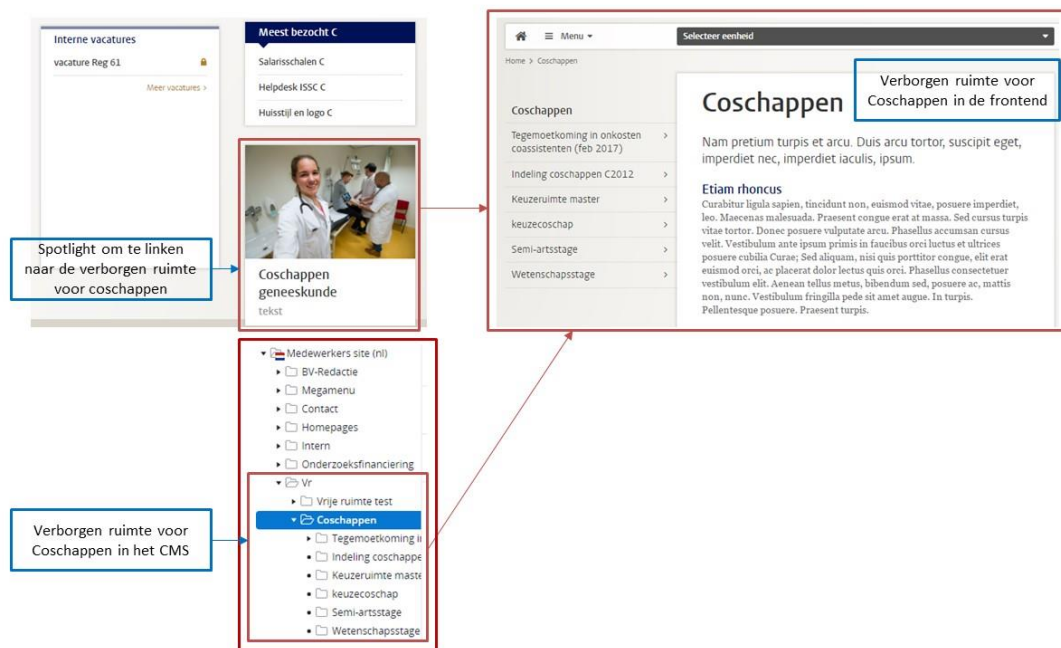 Interne vacatures
vacature Reg 61
Meer vacatures >
Meest bezocht C
Salarisschalen C
Helpdesk ISSC C
Huisstijl en logo C
Spotlight om te linken
naar de verborgen ruimte
voor coschappen
Coschappen
geneeskunde
tekst
Menu
Selecteer eenheid
Home > Coschappen
Verborgen ruimte voor
Coschappen in de frontend
Coschappen
Tegemoetkoming in onkosten
coassistenten (feb 2017)
Indeling coschappen C2012
Keuzeruimte master
keuzecoschap
Semi-artsstage
Wetenschapsstage
Coschappen
Nam pretium turpis et arcu. Duis arcu tortor, suscipit eget,
imperdiet nec, imperdiet iaculis, ipsum.
Etiam rhoncus
Curabitur ligula sapien, tincidunt non, euismod vitae, posuere imperdiet,
leo. Maecenas malesuada. Praesent congue erat at massa. Sed cursus turpis
vitae tortor. Donec posuere vulputate arcu. Phasellus accumsan cursus
velit. Vestibulum ante ipsum primis in faucibus orci luctus et ultrices
posuere cubilia Curae; Sed aliquam, nisi quis porttitor congue, elit erat
euismod orci, ac placerat dolor lectus quis orci. Phasellus consectetuer
vestibulum elit. Aenean tellus metus, bibendum sed, posuere ac, mattis
non, nunc. Vestibulum fringilla pede sit amet augue. In turpis.
Pellentesque posuere. Praesent turpis.
Medewerkers site (nl)
BV-Redactie
Megamenu
Contact
Homepages
Intern
Onderzoeksfinanciering
Vr
Vrije ruimte test
Coschappen
Tegemoetkoming i
Indeling coschappe
Keuzeruimte maste
keuzecoschap
Semi-artsstage
Wetenschapsstage
Verborgen ruimte voor
Coschappen in het CMS